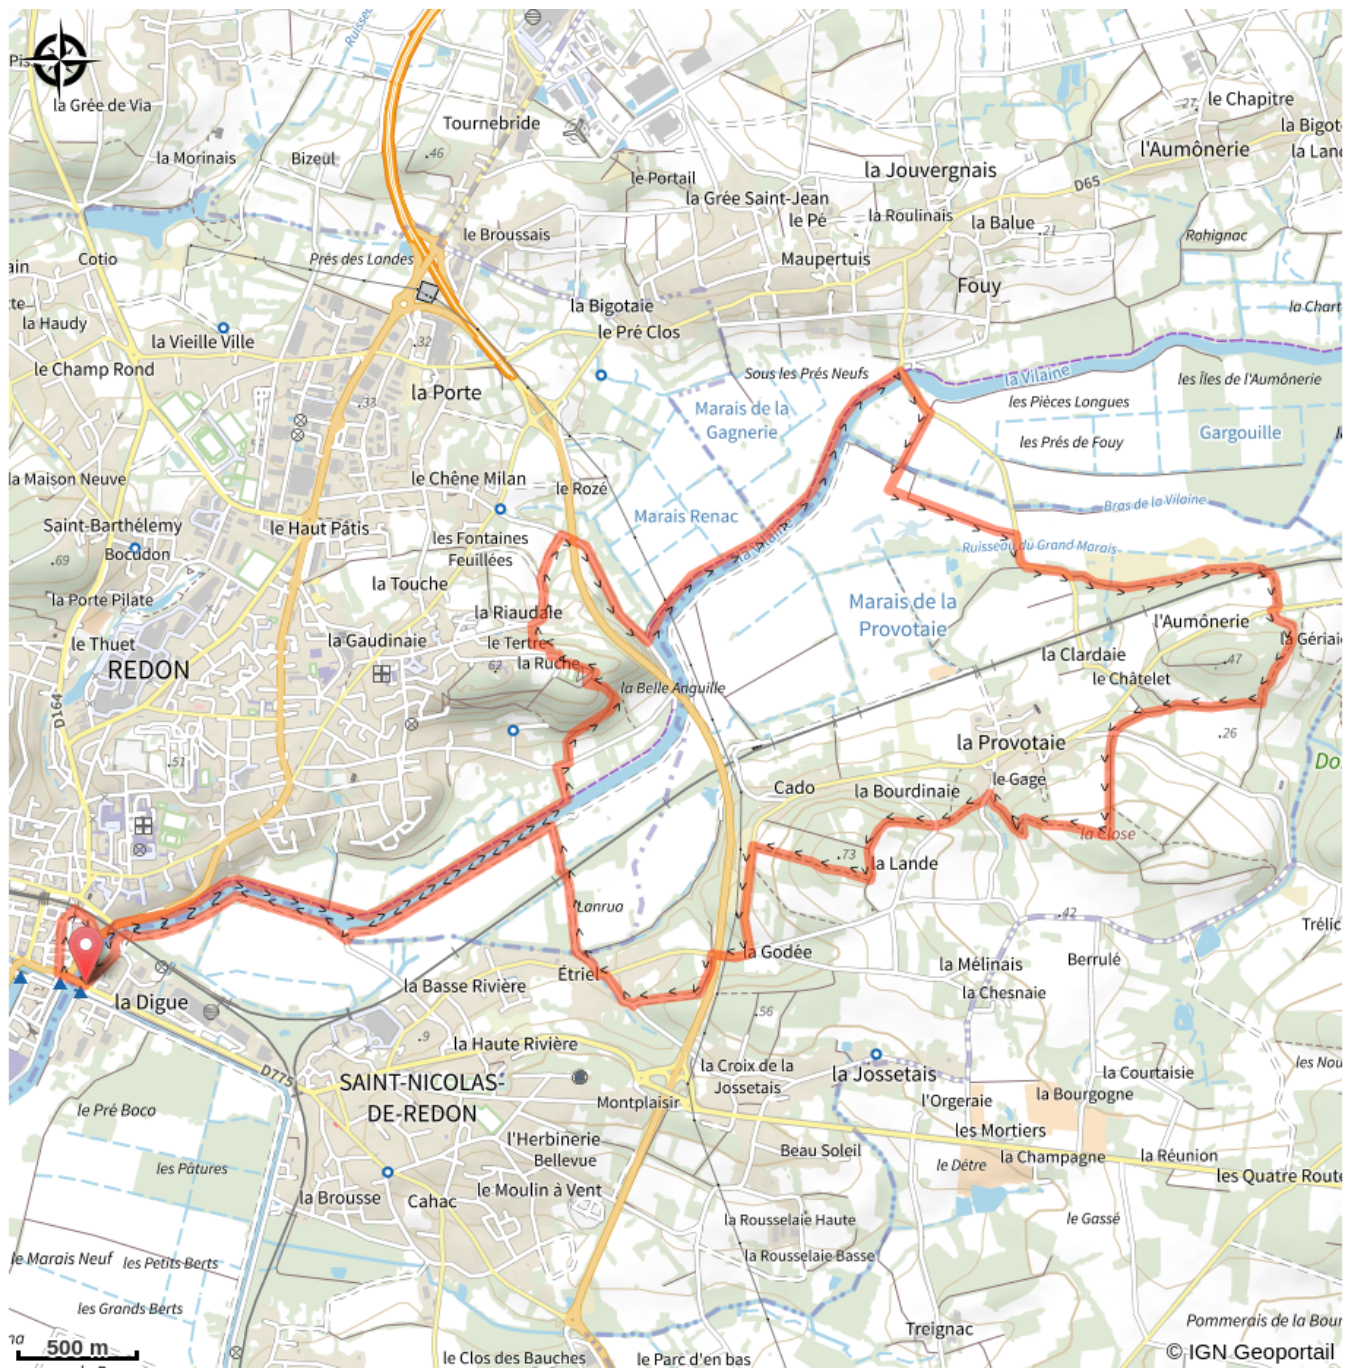 Ruisseau
la Grée de Via
Tournebride
la Morinais
Bizeul
.46
le Portail
la Grée Saint-Jean
le Pé
la Jouvergnais
D65
la Roulinais
la Balue
.21
.27
le Chapitre
l'Aumônerie
Rohignac
le Broussais
Prés des Landes
Cotio
Maupertuis
Fouy
la Haudy
la Vieille Ville
.32
la Bigotaie
le Pré Clos
le Champ Rond
la Porte
.33
Sous les Prés Neufs
la Vilaine
les Îles de l'Aumônerie
Marais de la
Gagnerie
les Pièces Longues
les Prés de Fouy
Gargouille
la Maison Neuve
le Chêne Milan
le Rozé
Saint-Barthélemy
le Haut Pâtis
Marais Renac
Bras de la Vilaine
Bocudon
les Fontaines
Feuillées
la Vilaine
Ruisseau du Grand Marais
.69
la Touche
la Porte Pilate
la Riaudale
Marais de la
Provotaie
l'Aumônerie
le Thuet
la Gaudinaie
le Tertre
la Ruche
62
la Clardaie
.47
REDON
le Châtelet
la Belle Anguille
D164
.51
la Provotaie
.26
le Gage
Cado
la Bourdinaie
la Close
.73
la Lande
Lanrua
.42
Étriel
la Godée
la Mélinais
Berrulé
la Digue
la Basse Rivière
la Chesnaie
.56
.9
la Haute Rivière
D775
la Croix de la
Jossetais
la Jossetais
la Courtaisie
SAINT-NICOLAS-
DE-REDON
Montplaisir
l'Orgeraie
la Bourgogne
le Pré Boco
les Mortiers
l'Herbinerie
Bellevue
Beau Soleil
le Détre
la Champagne
la Réunion
les Pâtures
les Quatre Route
la Brousse
Cahac
le Moulin à Vent
la Rousselaie Haute
le Gassé
la Rousselaie Basse
le Marais Neuf
les Petits Berts
les Grands Berts
Treignac
Pommerais de la Bour
500 m
le Clos des Bauches
le Parc d'en bas
© IGN Geoportail